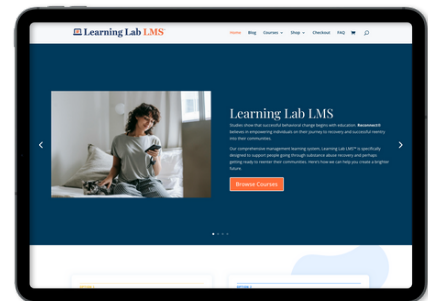 Learning Lab LMS
Home Blog Courses Shop Checkout FAQ
Learning Lab LMS
Studies show that successful behavioral change begins with education. Reconnect®
believes in empowering individuals on their journey to recovery and successful reentry
into their communities.
Our comprehensive management learning system, Learning Lab LMS™ is specifically
designed to support people going through substance abuse recovery and perhaps
getting ready to reenter their communities. Here's how we can help you create a brighter
future.
Browse Courses